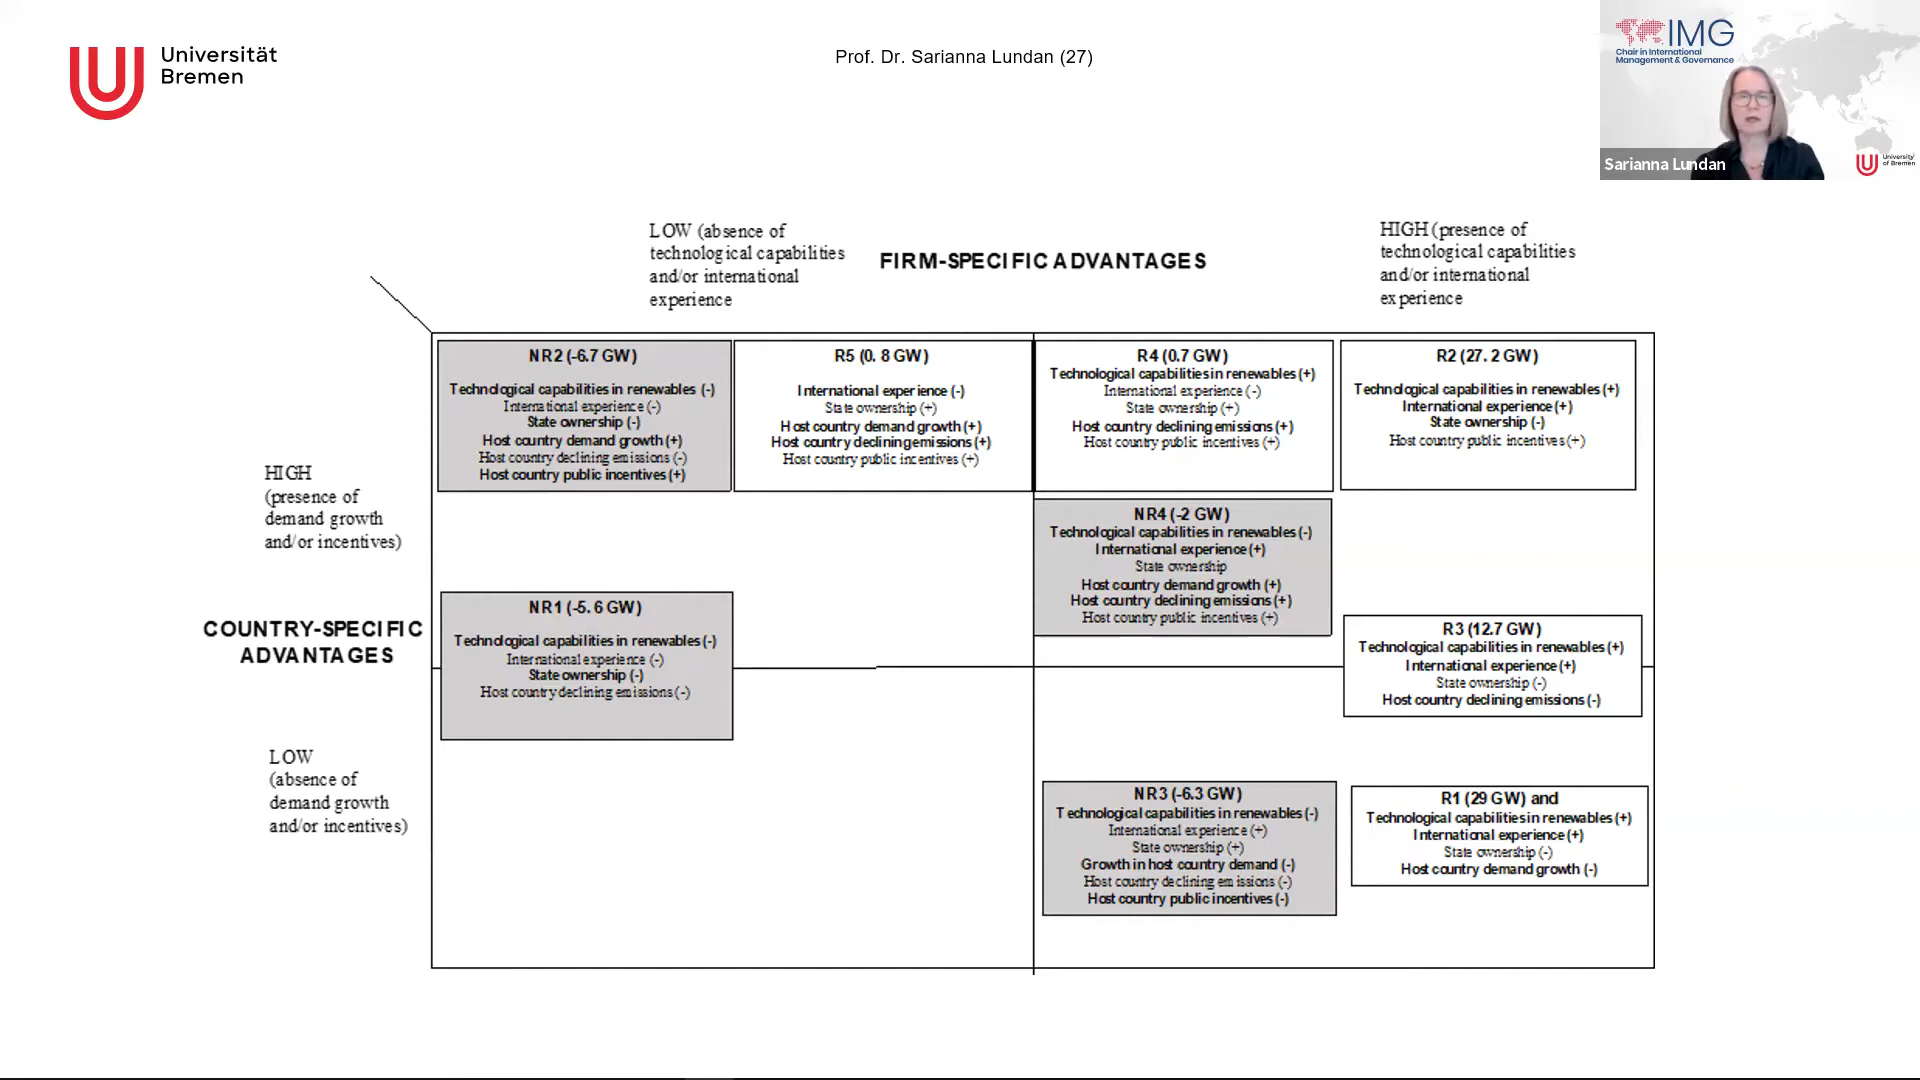 Universität
Bremen
Prof. Dr. Sarianna Lundan (27)
IMG
Chair in International
Management & Governance
Sarianna Lundan
University
of Bremen
LOW (absence of
technological capabilities
and/or international
experience
FIRM-SPECIFIC ADVANTAGES
HIGH (presence of
technological capabilities
and/or international
experience
NR2 (-6.7 GW)
Technological capabilities in renewables (-)
International experience (-)
State ownership (-)
Host country demand growth (+)
Host country declining emissions (-)
Host country public incentives (+)
R5 (0. 8 GW)
International experience (-)
State ownership (+)
Host country demand growth (+)
Host country declining emissions (+)
Host country public incentives (+)
R4 (0.7 GW)
Technological capabilities in renewables (+)
International experience (-)
State ownership (+)
Host country declining emissions (+)
Host country public incentives (+)
R2 (27. 2 GW)
Technological capabilities in renewables (+)
International experience (+)
State ownership (-)
Host country public incentives (+)
HIGH
(presence of
demand growth
and/or incentives)
NR4 (-2 GW)
Technological capabilities in renewables (-)
International experience (+)
State ownership
Host country demand growth (+)
Host country declining emissions (+)
Host country public incentives (+)
COUNTRY-SPECIFIC
ADVANTAGES
NR1 (-5. 6 GW)
Technological capabilities in renewables (-)
International experience (-)
State ownership (-)
Host country declining emissions (-)
R3 (12.7 GW)
Technological capabilities in renewables (+)
International experience (+)
State ownership (-)
Host country declining emissions (-)
LOW
(absence of
demand growth
and/or incentives)
NR3 (-6.3 GW)
Technological capabilities in renewables (-)
International experience (+)
State ownership (+)
Growth in host country demand (-)
Host country declining emissions (-)
Host country public incentives (-)
R1 (29 GW) and
Technological capabilities in renewables (+)
International experience (+)
State ownership (-)
Host country demand growth (-)